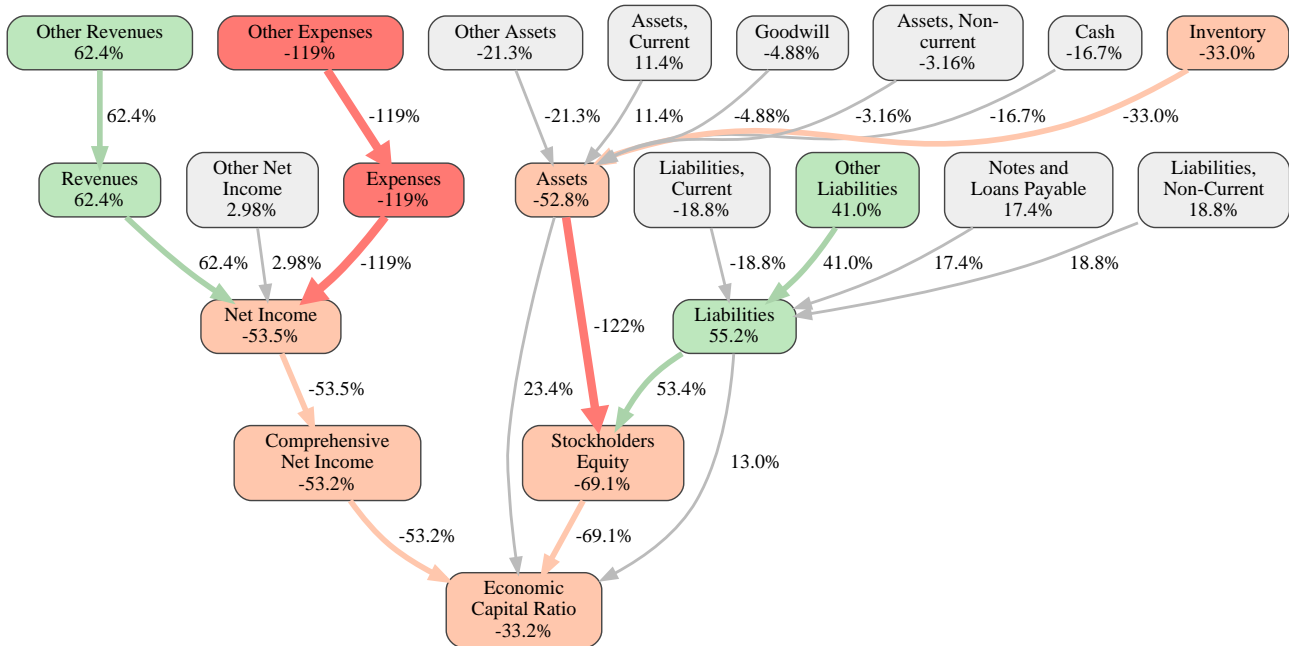 Other Revenues
62.4%
Other Expenses
-119%
Other Assets
-21.3%
Assets,
Current
11.4%
Goodwill
-4.88%
Assets, Non-
current
-3.16%
Cash
-16.7%
Inventory
-33.0%
62.4%
-119%
-21.3%
11.4%
-4.88%
-3.16%
-16.7%
-33.0%
Revenues
62.4%
Other Net
Income
2.98%
Expenses
-119%
Assets
-52.8%
Liabilities,
Current
-18.8%
Other
Liabilities
41.0%
Notes and
Loans Payable
17.4%
Liabilities,
Non-Current
18.8%
62.4%
2.98%
-119%
-18.8%
41.0%
17.4%
18.8%
Net Income
-53.5%
-122%
Liabilities
55.2%
-53.5%
23.4%
53.4%
Comprehensive
Net Income
-53.2%
Stockholders
Equity
-69.1%
13.0%
-53.2%
-69.1%
Economic
Capital Ratio
-33.2%